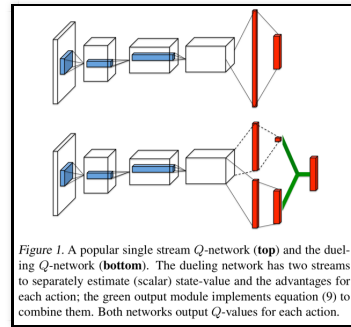 Figure 1. A popular single stream Q-network (top) and the duel-
ing Q-network (bottom). The dueling network has two streams
to separately estimate (scalar) state-value and the advantages for
each action; the green output module implements equation (9) to
combine them. Both networks output Q-values for each action.